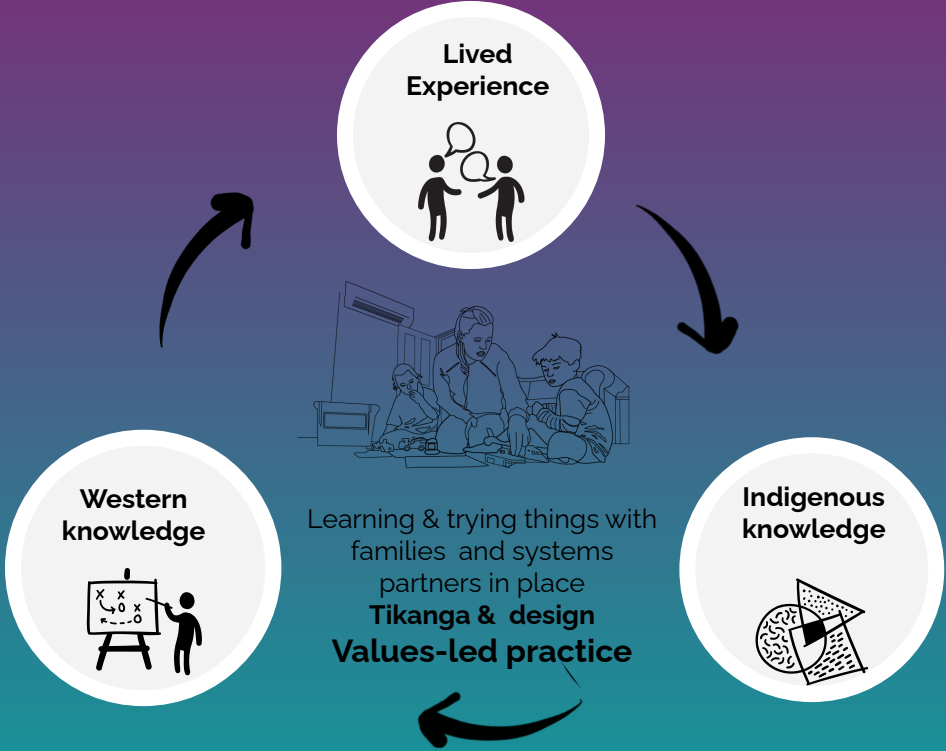 Lived
Experience
Western
knowledge
Indigenous
knowledge
Learning & trying things with
families and systems
partners in place
Tikanga & design
Values-led practice